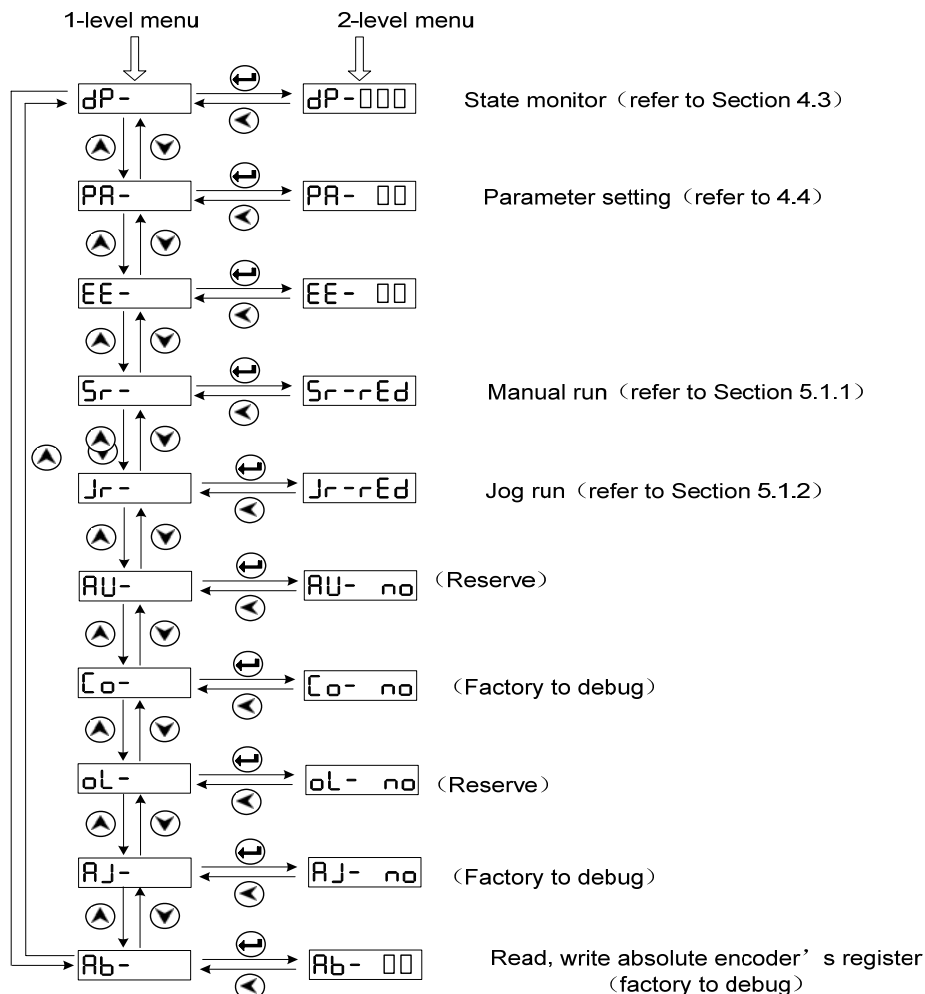 1-level menu 2-level menu
dP- dP-□□□ State monitor（refer to Section 4.3）
PA- PA- □□ Parameter setting（refer to 4.4）
EE- EE- □□
Sr- Sr-rEd Manual run（refer to Section 5.1.1）
Jr- Jr-rEd Jog run（refer to Section 5.1.2）
AU- AU- no （Reserve）
Co- Co- no （Factory to debug）
oL- oL- no （Reserve）
AJ- AJ- no （Factory to debug）
Ab- Ab- □□ Read, write absolute encoder’s register
（factory to debug）